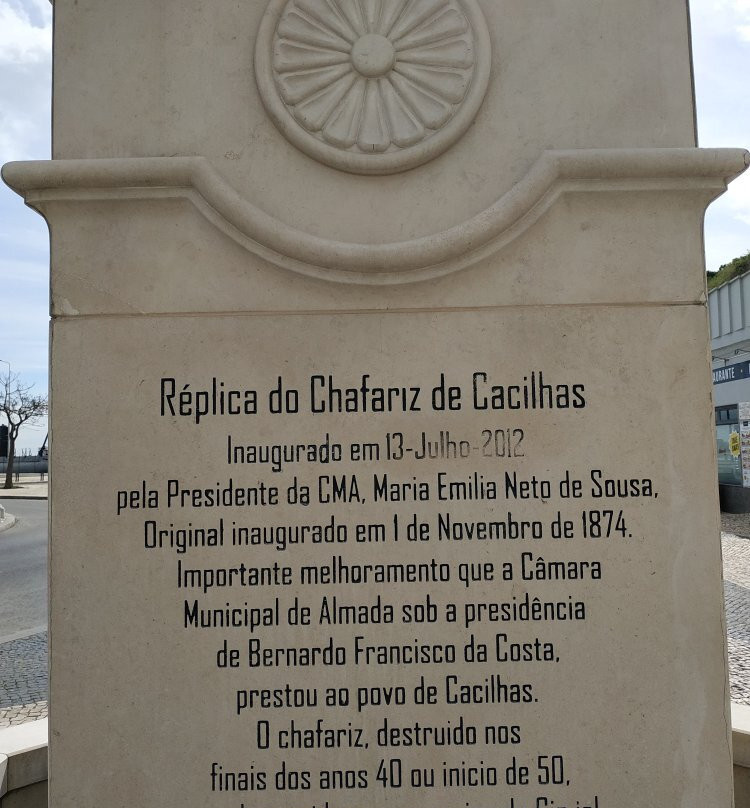 Réplica do Chafariz de Cacilhas
Inaugurado em 13-Julho-2012
pela Presidente da CMA, Maria Emilia Neto de Sousa,
Original inaugurado em 1 de Novembro de 1874.
Importante melhoramento que a Câmara
Municipal de Almada sob a presidência
de Bernardo Francisco da Costa,
prestou ao povo de Cacilhas.
O chafariz, destruido nos
finais dos anos 40 ou inicio de 50,